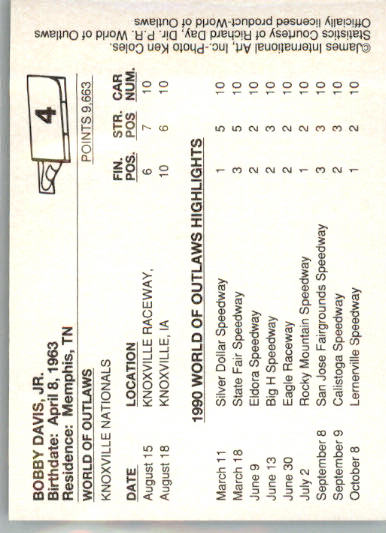 BOBBY DAVIS, JR.
Birthdate: April 8, 1963
Residence: Memphis, TN
4
WORLD OF OUTLAWS POINTS 9,663
KNOXVILLE NATIONALS
FIN. STR. CAR
DATE LOCATION POS. POS NUM.
August 15 KNOXVILLE RACEWAY, 6 7 10
August 18 KNOXVILLE, IA 10 6 10
1990 WORLD OF OUTLAWS HIGHLIGHTS
March 11 Silver Dollar Speedway 1 5 10
March 18 State Fair Speedway 3 5 10
June 9 Eldora Speedway 2 2 10
June 13 Big H Speedway 2 3 10
June 30 Eagle Raceway 2 2 10
July 2 Rocky Mountain Speedway 1 2 10
September 8 San Jose Fairgrounds Speedway 3 3 10
September 9 Calistoga Speedway 2 3 10
October 8 Lernerville Speedway 1 2 10
©James International Art, Inc.-Photo Ken Coles.
Statistics Courtesy of Richard Day, Dir. P.R. World of Outlaws
Officially licensed product-World of Outlaws